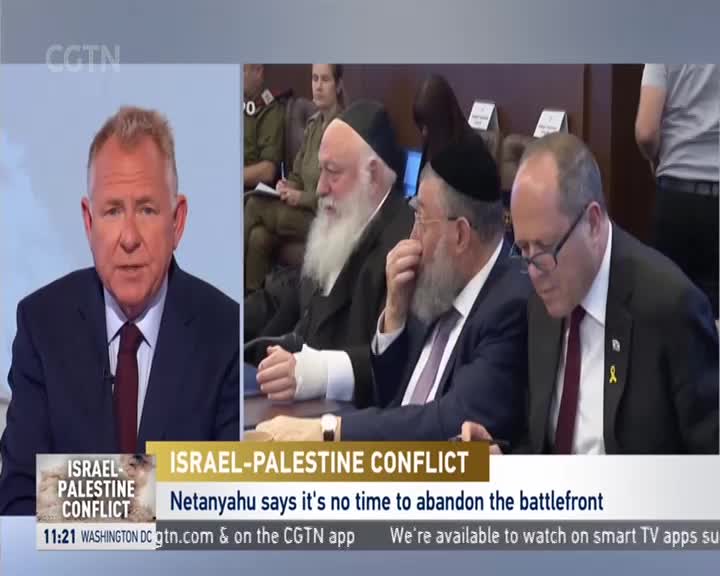 CGTN
PO
ISRAEL-PALESTINE CONFLICT
ISRAEL-
PALESTINE
CONFLICT
Netanyahu says it's no time to abandon the battlefront
11:21 WASHINGTON DC
gtn.com & on the CGTN app We're available to watch on smart TV apps su